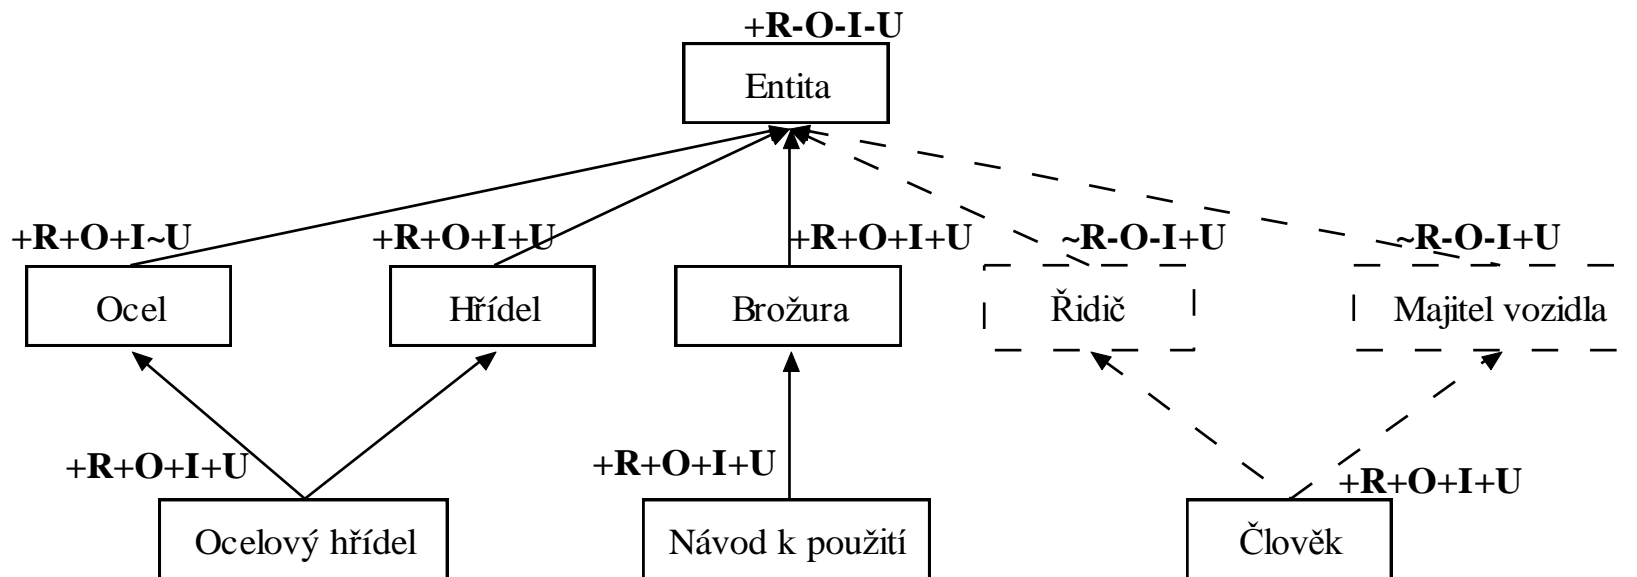 +R-O-I-U
Entita
+R+O+I~U
+R+O+I+U
+R+O+I+U
~R-O-I+U
~R-O-I+U
Ocel
Hřídel
Brožura
Řidič
Majitel vozidla
+R+O+I+U
+R+O+I+U
+R+O+I+U
Ocelový hřídel
Návod k použití
Člověk